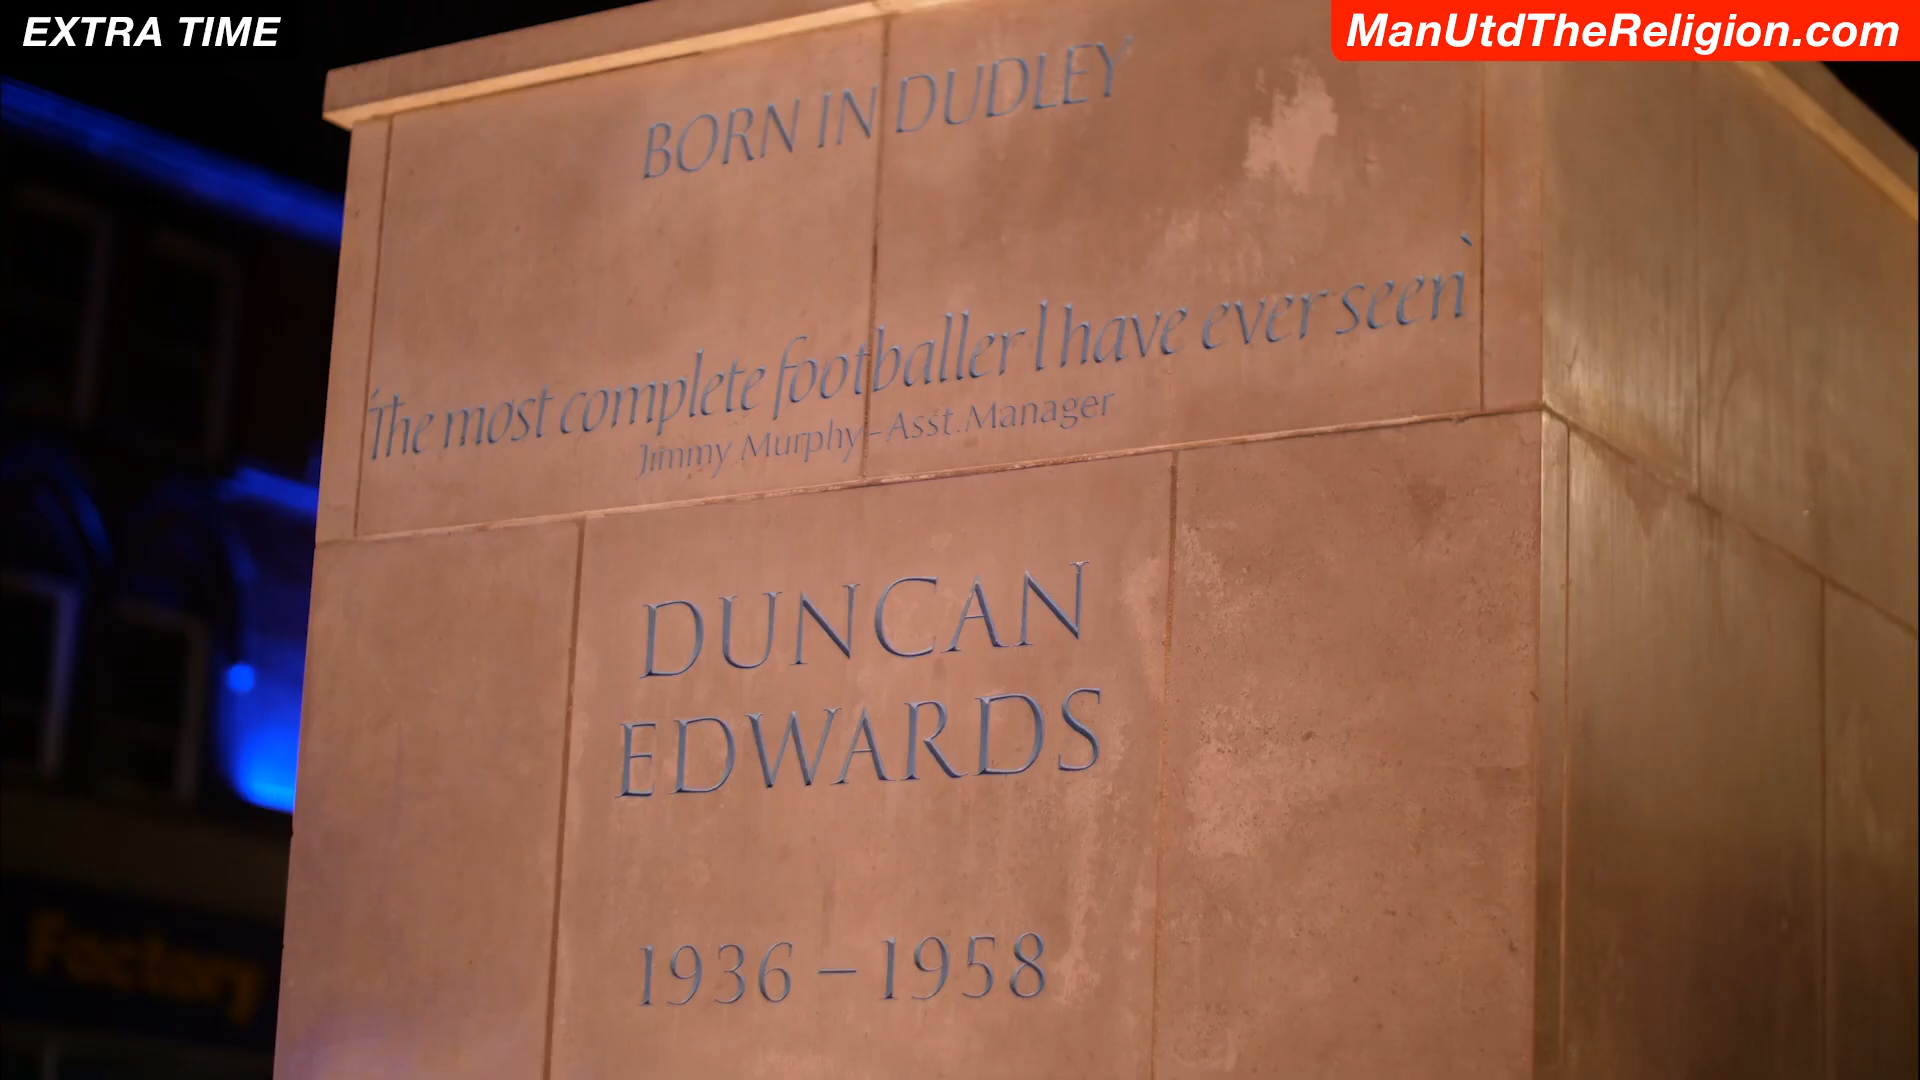 EXTRA TIME
ManUtdTheReligion.com
BORN IN DUDLEY
'The most complete footballer I have ever seen'
Jimmy Murphy - Asst. Manager
DUNCAN
EDWARDS
1936 – 1958
Factory